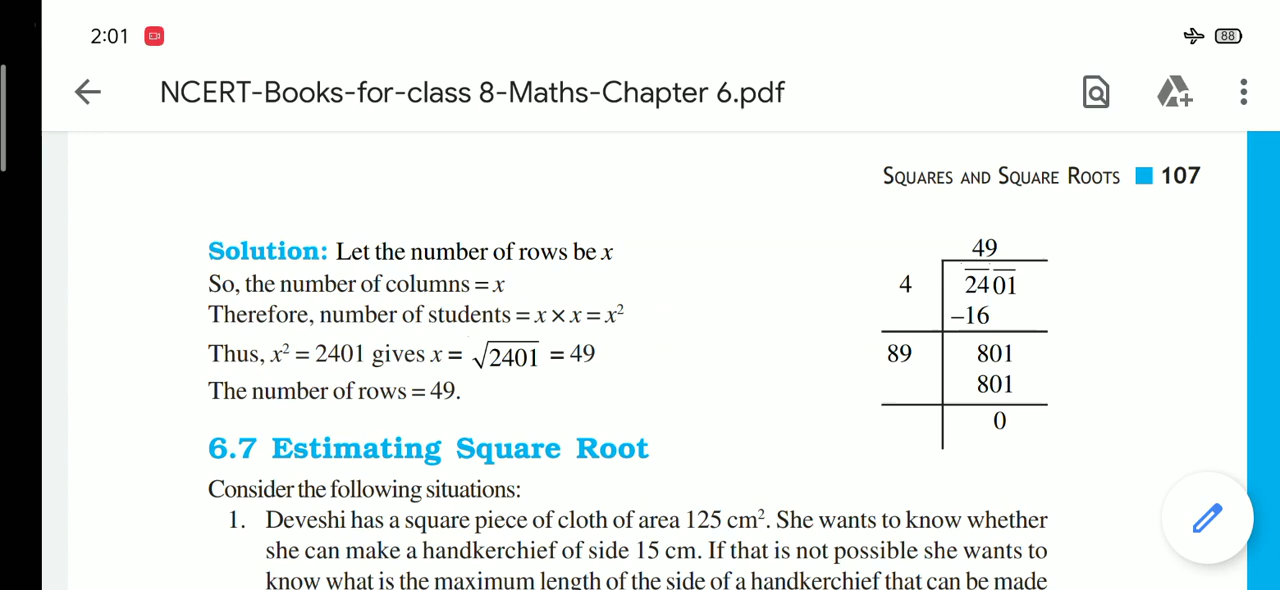 2:01
88
NCERT-Books-for-class 8-Maths-Chapter 6.pdf
SQUARES AND SQUARE ROOTS 107
Solution: Let the number of rows be x
So, the number of columns = x
Therefore, number of students = x × x = x²
Thus, x² = 2401 gives x = √2401 = 49
The number of rows = 49.
49
4 2401
–16
89 801
801
0
6.7 Estimating Square Root
Consider the following situations:
1. Deveshi has a square piece of cloth of area 125 cm². She wants to know whether
she can make a handkerchief of side 15 cm. If that is not possible she wants to
know what is the maximum length of the side of a handkerchief that can be made